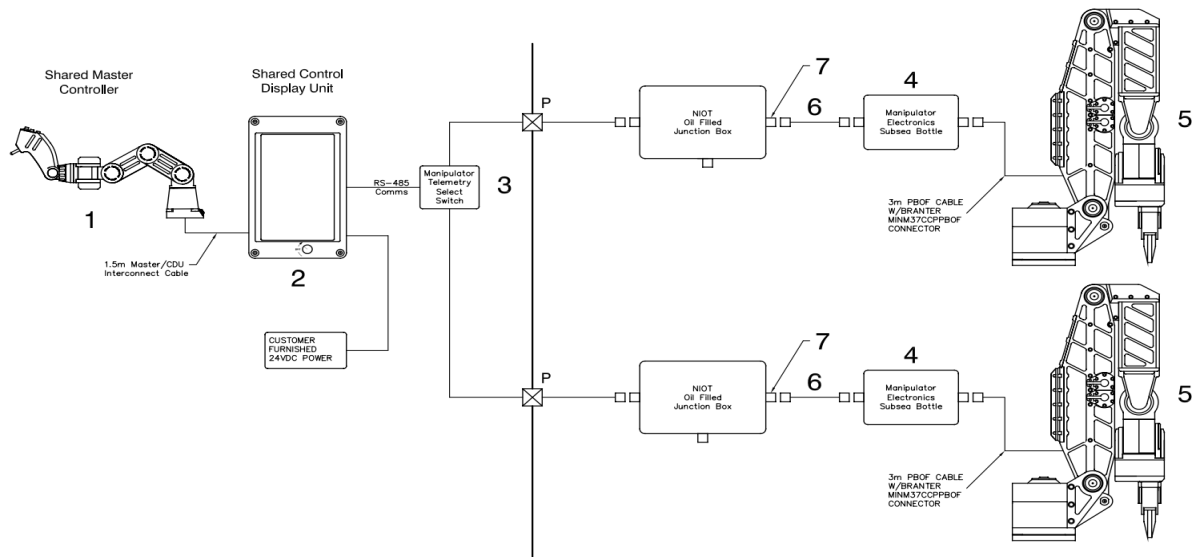 Shared Master
Controller
1
1.5m Master/CDU
Interconnect Cable
Shared Control
Display Unit
2
CUSTOMER
FURNISHED
24VDC POWER
RS-485
Comms
Manipulator
Telemetry
Select
Switch
3
P
NIOT
Oil Filled
Junction Box
7
6
4
Manipulator
Electronics
Subsea Bottle
3m PBOF CABLE
W/BRANTER
MINM37CCPPBOF
CONNECTOR
5
P
NIOT
Oil Filled
Junction Box
7
6
4
Manipulator
Electronics
Subsea Bottle
3m PBOF CABLE
W/BRANTER
MINM37CCPPBOF
CONNECTOR
5